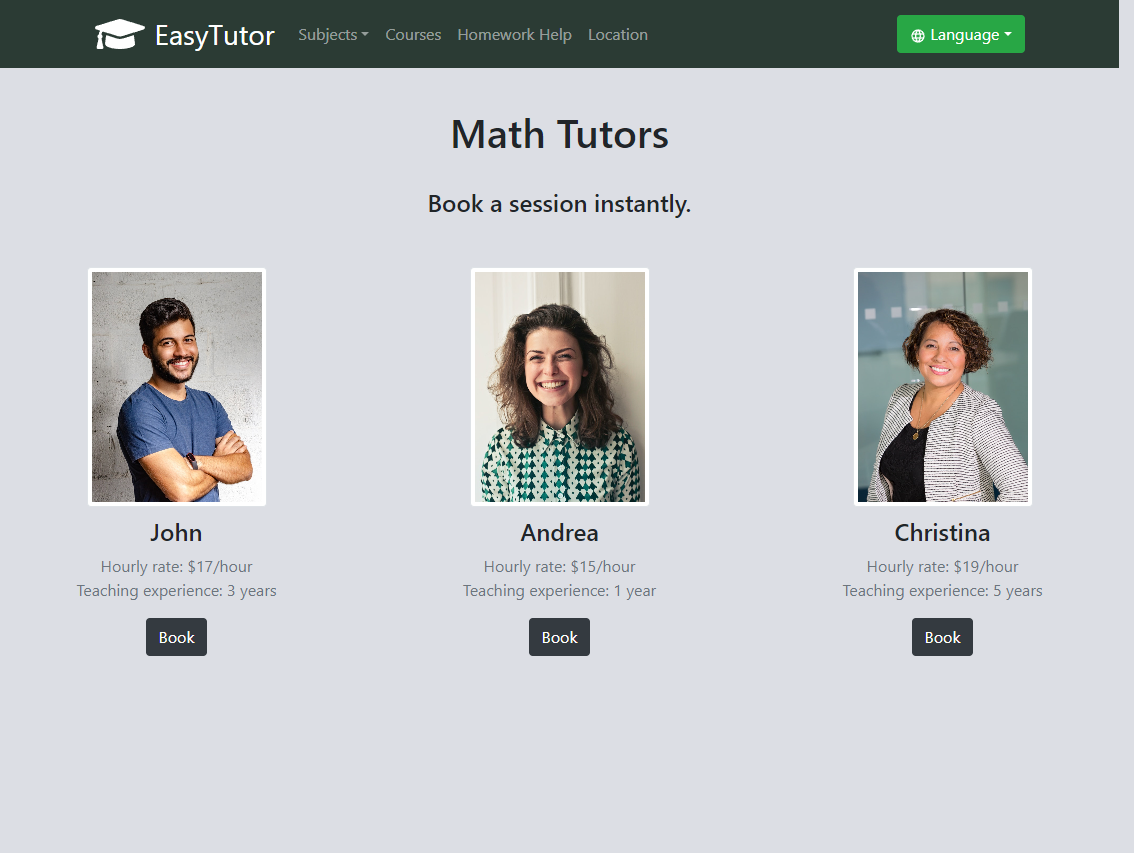 EasyTutor Subjects Courses Homework Help Location Language
Math Tutors
Book a session instantly.
John
Hourly rate: $17/hour
Teaching experience: 3 years
Book
Andrea
Hourly rate: $15/hour
Teaching experience: 1 year
Book
Christina
Hourly rate: $19/hour
Teaching experience: 5 years
Book